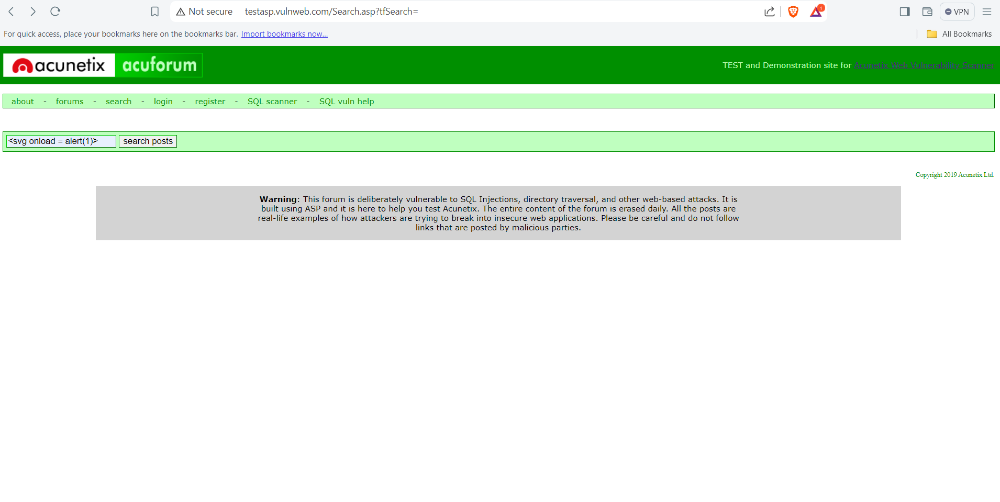 Not secure testasp.vulnweb.com/Search.asp?tfSearch= 1 VPN
For quick access, place your bookmarks here on the bookmarks bar. Import bookmarks now... All Bookmarks
acunetix acuforum TEST and Demonstration site for Acunetix Web Vulnerability Scanner
about - forums - search - login - register - SQL scanner - SQL vuln help
<svg onload = alert(1)> search posts
Copyright 2019 Acunetix Ltd.
Warning: This forum is deliberately vulnerable to SQL Injections, directory traversal, and other web-based attacks. It is
built using ASP and it is here to help you test Acunetix. The entire content of the forum is erased daily. All the posts are
real-life examples of how attackers are trying to break into insecure web applications. Please be careful and do not follow
links that are posted by malicious parties.